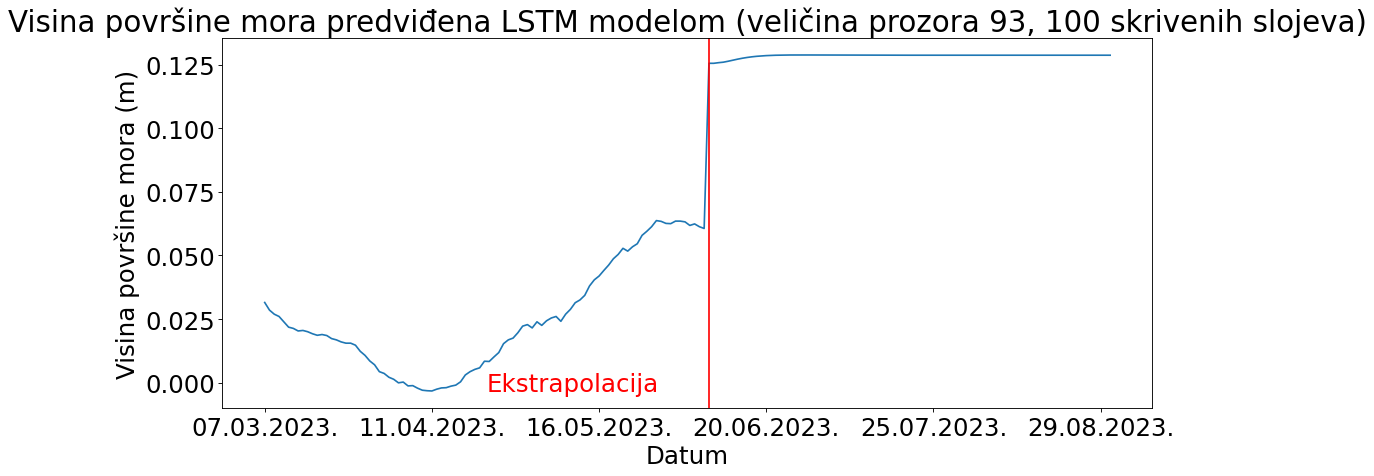 Visina površine mora predviđena LSTM modelom (veličina prozora 93, 100 skrivenih slojeva)
Visina površine mora (m)
0.125
0.100
0.075
0.050
0.025
0.000
Ekstrapolacija
07.03.2023. 11.04.2023. 16.05.2023. 20.06.2023. 25.07.2023. 29.08.2023.
Datum